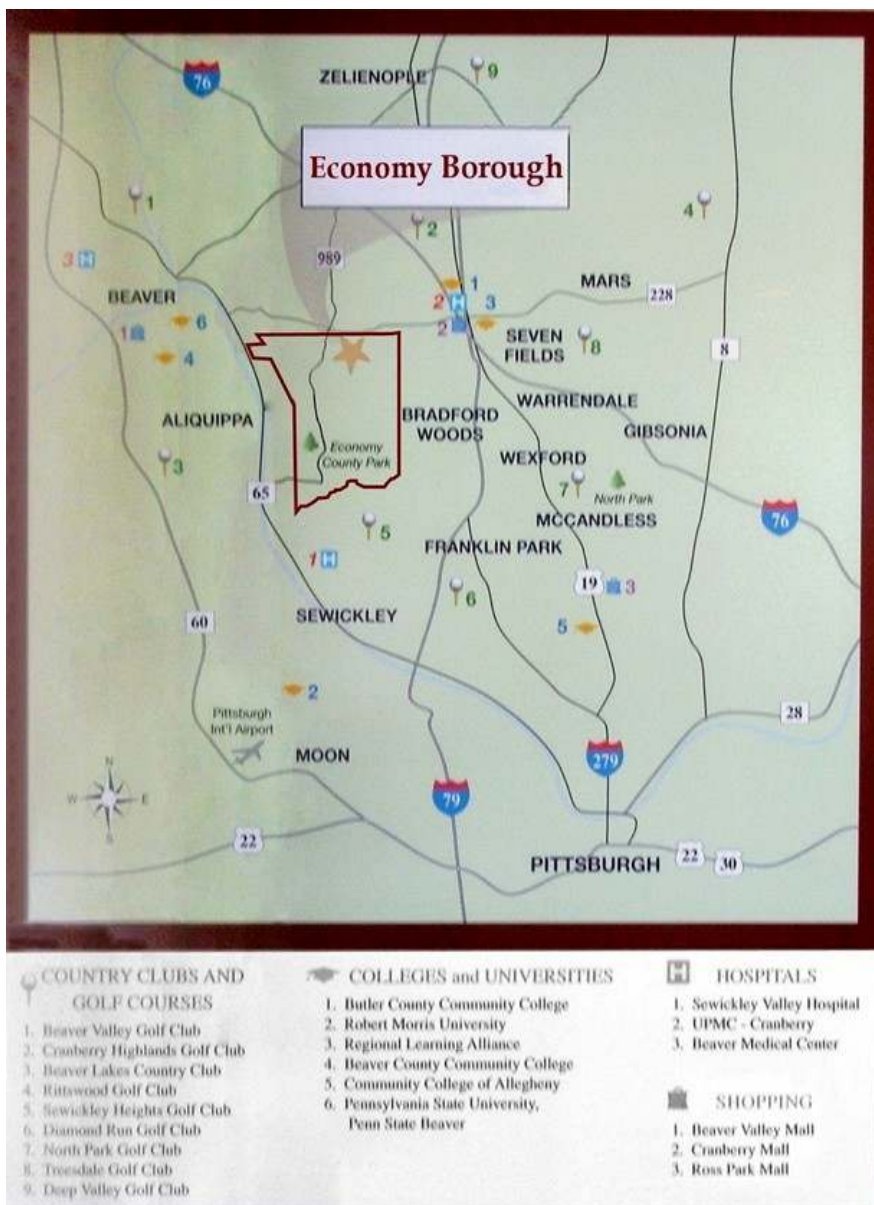 76
ZELIENOPLE
9
Economy Borough
1
2
4
989
3
BEAVER
1
2
3
MARS
228
6
1
2
SEVEN
FIELDS
8
8
4
WARRENDALE
ALIQUIPPA
BRADFORD
WOODS
GIBSONIA
Economy
County Park
WEXFORD
3
65
7
North Park
MCCANDLESS
76
5
FRANKLIN PARK
1
19
3
6
SEWICKLEY
60
5
2
Pittsburgh
Int'l Airport
28
MOON
279
N
W E
S
79
22
PITTSBURGH
22
30
COUNTRY CLUBS AND
GOLF COURSES
1. Beaver Valley Golf Club
2. Cranberry Highlands Golf Club
3. Beaver Lakes Country Club
4. Rittswood Golf Club
5. Sewickley Heights Golf Club
6. Diamond Run Golf Club
7. North Park Golf Club
8. Treesdale Golf Club
9. Deep Valley Golf Club
COLLEGES and UNIVERSITIES
1. Butler County Community College
2. Robert Morris University
3. Regional Learning Alliance
4. Beaver County Community College
5. Community College of Allegheny
6. Pennsylvania State University,
Penn State Beaver
H HOSPITALS
1. Sewickley Valley Hospital
2. UPMC - Cranberry
3. Beaver Medical Center
SHOPPING
1. Beaver Valley Mall
2. Cranberry Mall
3. Ross Park Mall